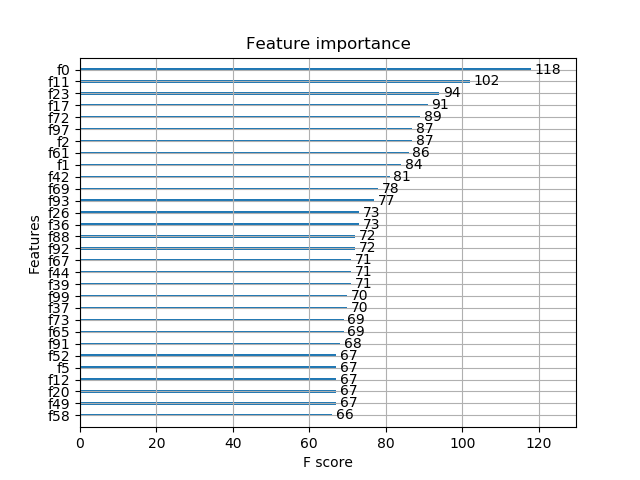 Feature importance
f0 118
f11 102
f23 94
f17 91
f72 89
f97 87
f2 87
f61 86
f1 84
f42 81
f69 78
f93 77
f26 73
f36 73
f88 72
f92 72
f67 71
f44 71
f39 71
f99 70
f37 70
f73 69
f65 69
f91 68
f52 67
f5 67
f12 67
f20 67
f49 67
f58 66
Features
0 20 40 60 80 100 120
F score